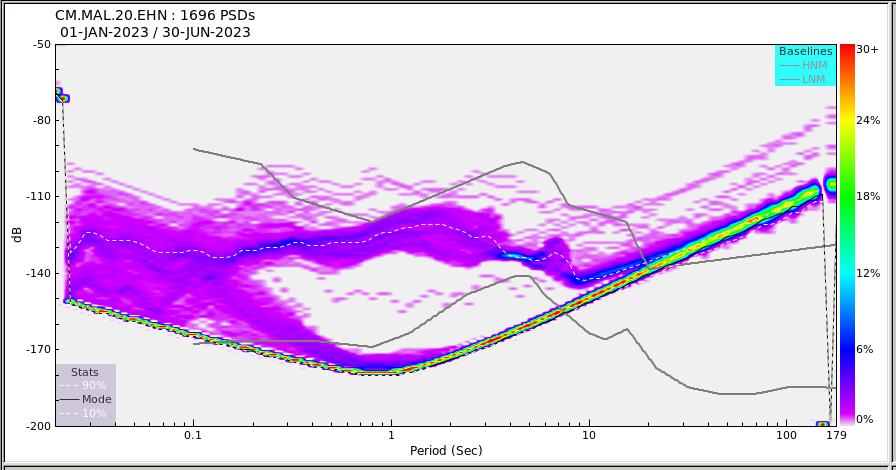 CM.MAL.20.EHN : 1696 PSDs
01-JAN-2023 / 30-JUN-2023
-50
-80
-110
-140
-170
-200
dB
Baselines
HNM
LNM
30+
24%
18%
12%
6%
0%
Stats
90%
Mode
10%
0.1
1
10
100
179
Period (Sec)